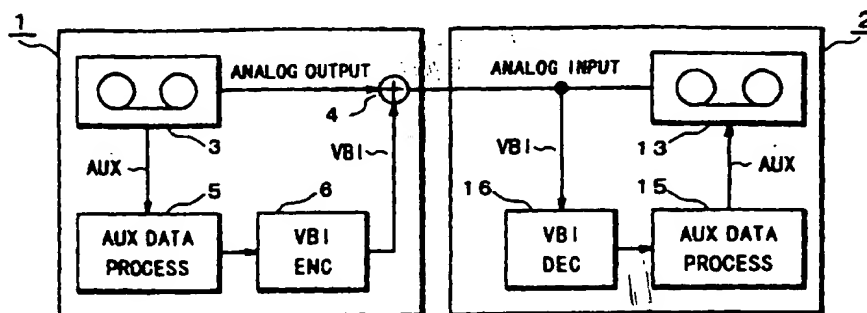 1
2
ANALOG OUTPUT
ANALOG INPUT
4
3
VBI
VBI
13
AUX
AUX
5
6
16
15
AUX DATA
PROCESS
VBI
ENC
VBI
DEC
AUX DATA
PROCESS